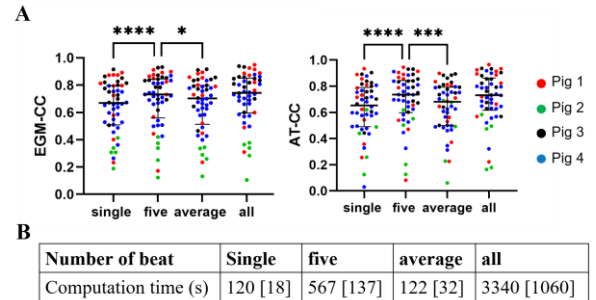 A
**** *
**** ***
EGM-CC
1.0
0.8
0.6
0.4
0.2
0.0
single five average all
AT-CC
1.0
0.8
0.6
0.4
0.2
0.0
single five average all
Pig 1
Pig 2
Pig 3
Pig 4
B
Number of beat Single five average all
Computation time (s) 120 [18] 567 [137] 122 [32] 3340 [1060]